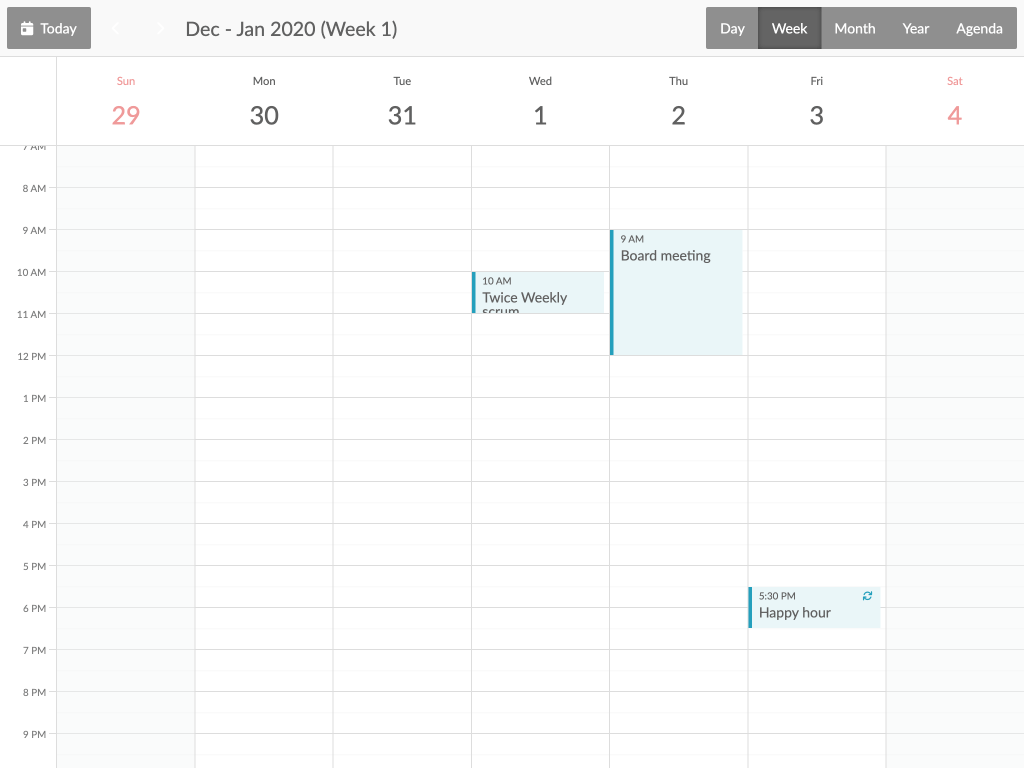 Today
Dec - Jan 2020 (Week 1)
Day Week Month Year Agenda
Sun Mon Tue Wed Thu Fri Sat
29 30 31 1 2 3 4
7 AM
8 AM
9 AM
9 AM
Board meeting
10 AM
10 AM
Twice Weekly
scrum
11 AM
12 PM
1 PM
2 PM
3 PM
4 PM
5 PM
5:30 PM
Happy hour
6 PM
7 PM
8 PM
9 PM